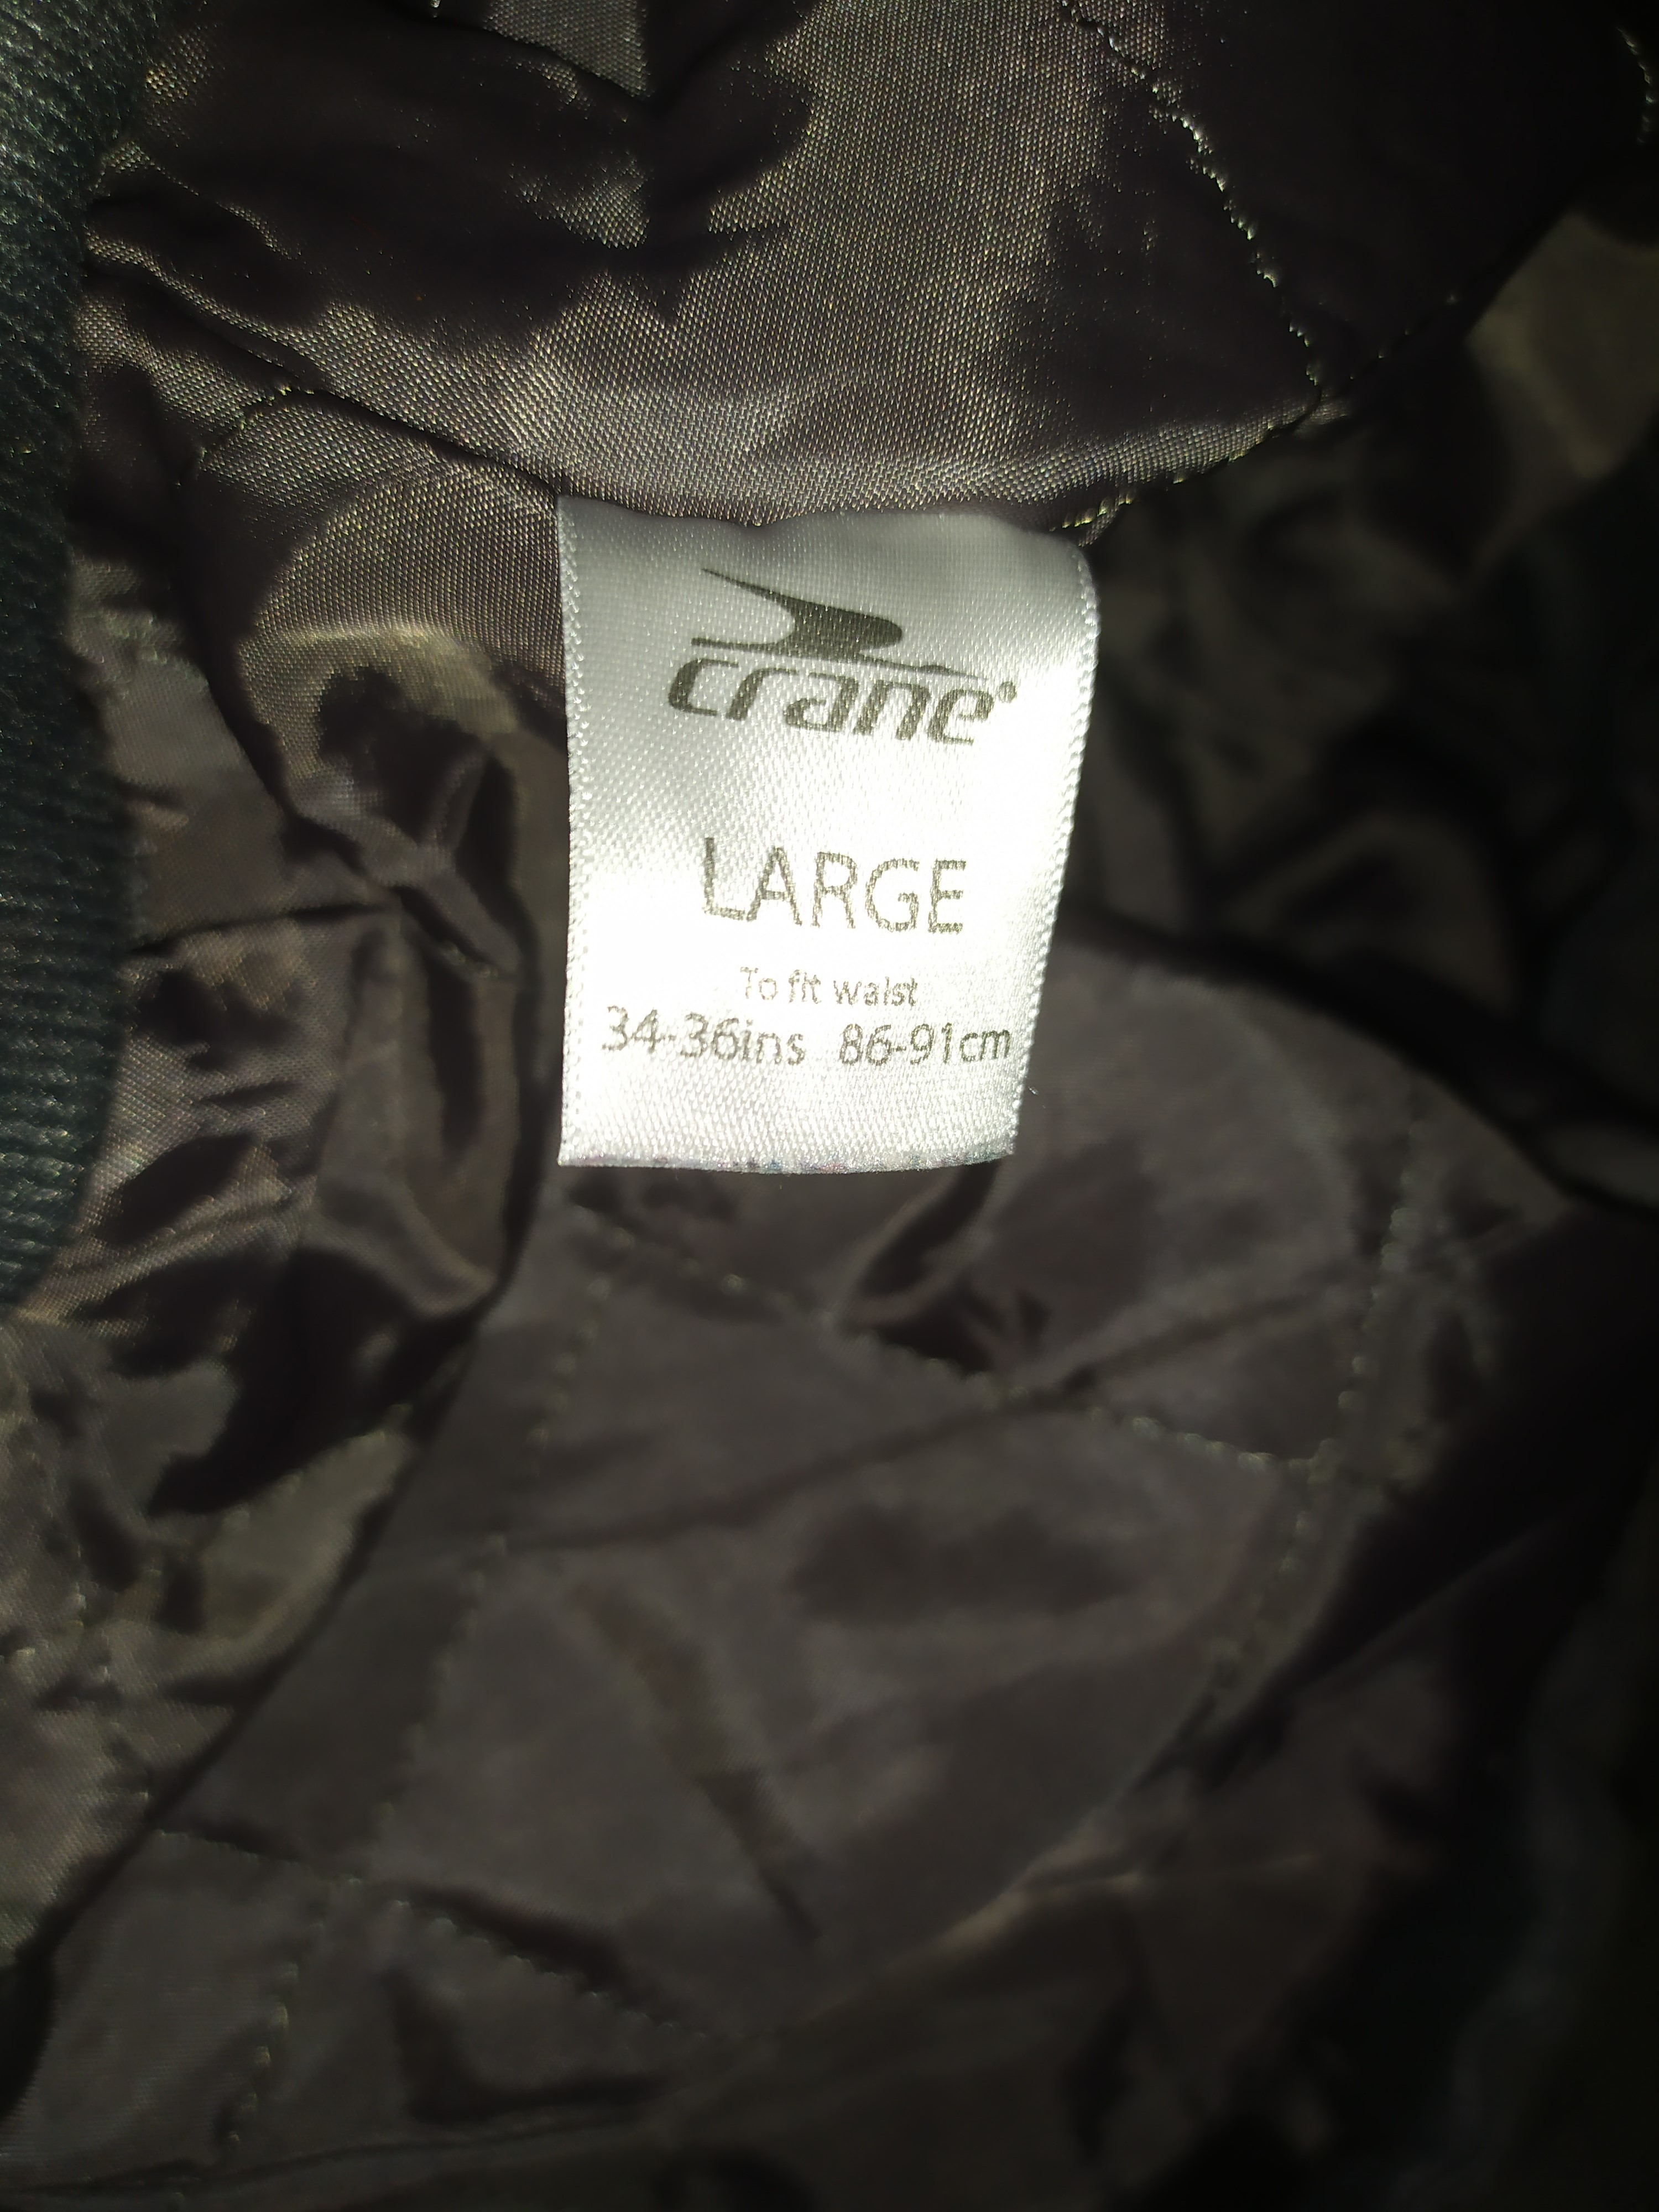 crane®
LARGE
To fit waist
34-36ins 86-91cm